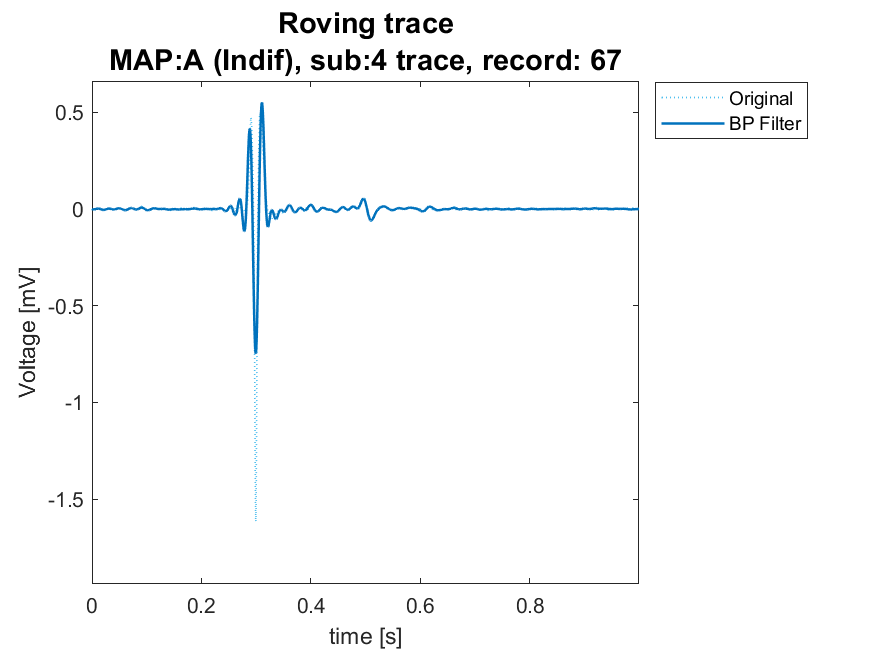 Roving trace
MAP:A (Indif), sub:4 trace, record: 67
Original
BP Filter
0.5
0
-0.5
-1
-1.5
Voltage [mV]
0
0.2
0.4
0.6
0.8
time [s]